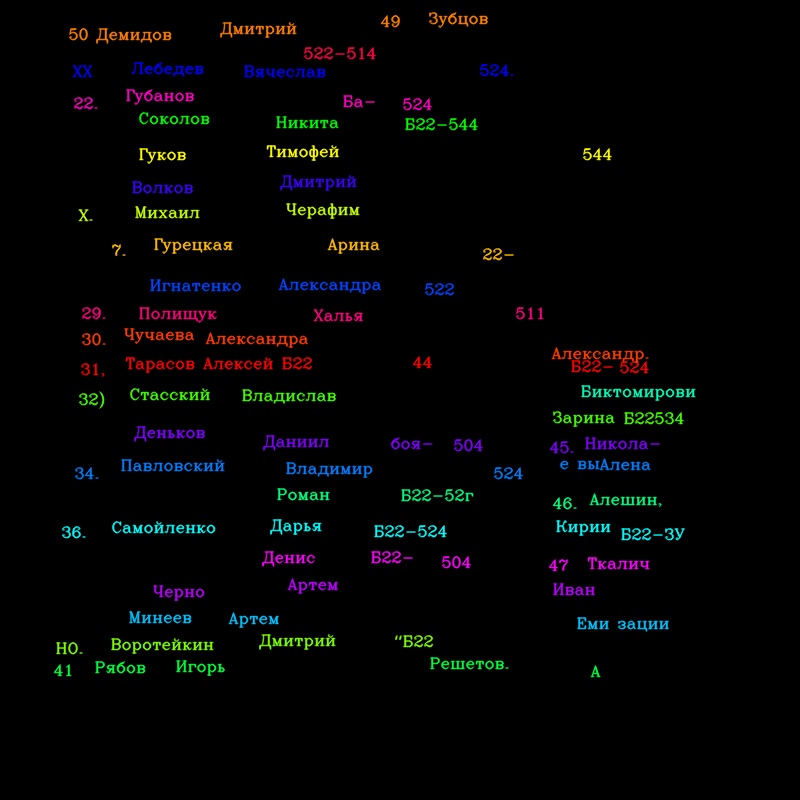 50 Демидов Дмитрий 49 Зубцов
522-514
XX Лебедев Вячеслав 524.
22. Губанов Ба- 524
Соколов Никита Б22-544
Гуков Тимофей 544
Волков Дмитрий
X. Михаил Черафим
7. Гурецкая Арина 22-
Игнатенко Александра 522
29. Полищук Халья 511
30. Чучаева Александра Александр.
31, Тарасов Алексей Б22 44 Б22- 524
32) Стасский Владислав Биктомирови
Зарина Б22534
Деньков Даниил боя- 504 45. Никола-
34. Павловский Владимир 524 е выАлена
Роман Б22-52г 46. Алешин,
36. Самойленко Дарья Б22-524 Кирии Б22-ЗУ
Денис Б22- 504 47 Ткалич
Черно Артем Иван
Минеев Артем Еми зации
НО. Воротейкин Дмитрий “Б22
41 Рябов Игорь Решетов. А